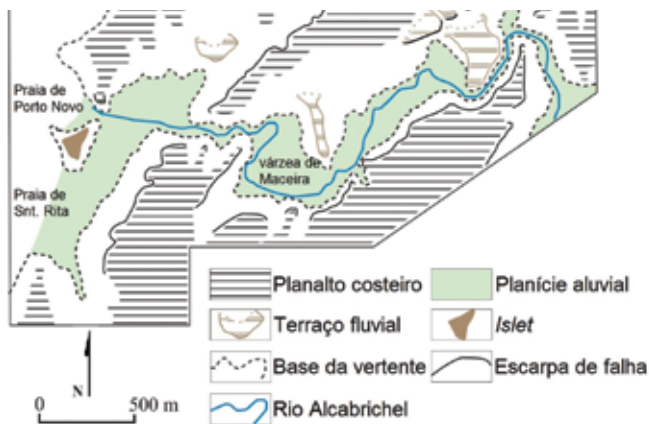 Praia de
Porto Novo
várzea de
Maceira
Praia de
Snt. Rita
Planalto costeiro
Planície aluvial
Terraço fluvial
Islet
Base da vertente
Escarpa de falha
Rio Alcabrichel
N
0 500 m